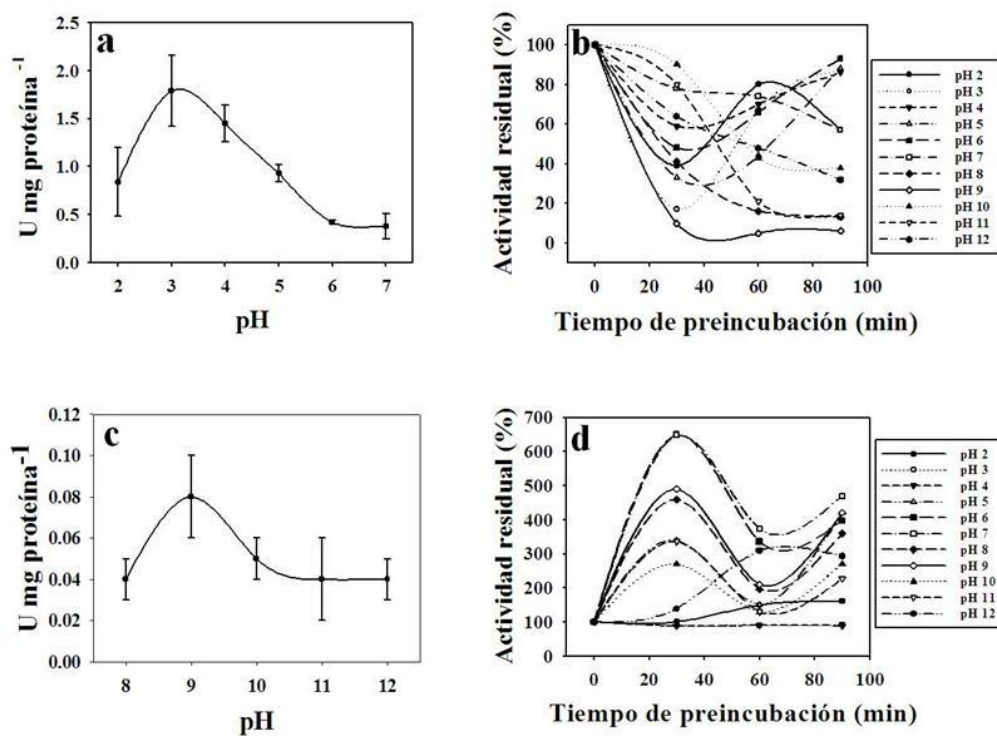 a
U mg proteína -1
2.5
2.0
1.5
1.0
0.5
0.0
2 3 4 5 6 7
pH
b
Actividad residual (%)
100
80
60
40
20
0
0 20 40 60 80 100
Tiempo de preincubación (min)
pH 2
pH 3
pH 4
pH 5
pH 6
pH 7
pH 8
pH 9
pH 10
pH 11
pH 12
c
U mg proteína-1
0.12
0.10
0.08
0.06
0.04
0.02
0.00
8 9 10 11 12
pH
d
Actividad residual (%)
700
600
500
400
300
200
100
0
0 20 40 60 80 100
Tiempo de preincubación (min)
pH 2
pH 3
pH 4
pH 5
pH 6
pH 7
pH 8
pH 9
pH 10
pH 11
pH 12